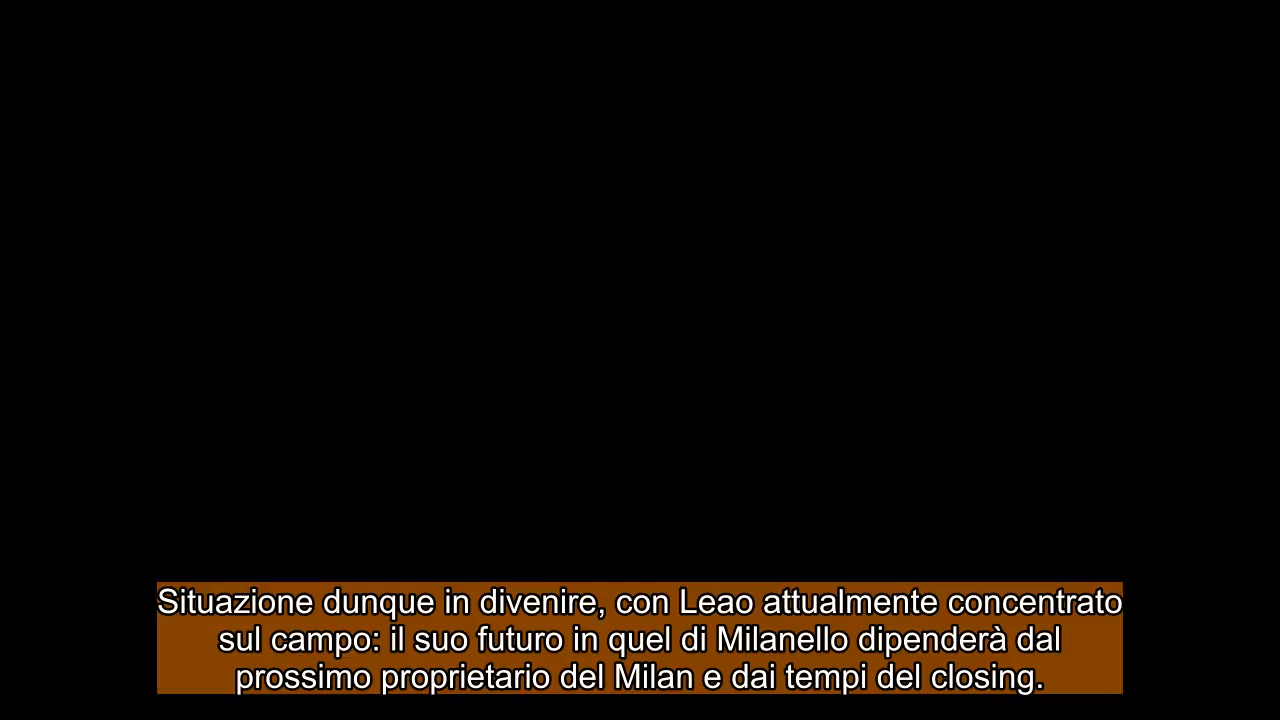 Situazione dunque in divenire, con Leao attualmente concentrato
sul campo: il suo futuro in quel di Milanello dipenderà dal
prossimo proprietario del Milan e dai tempi del closing.